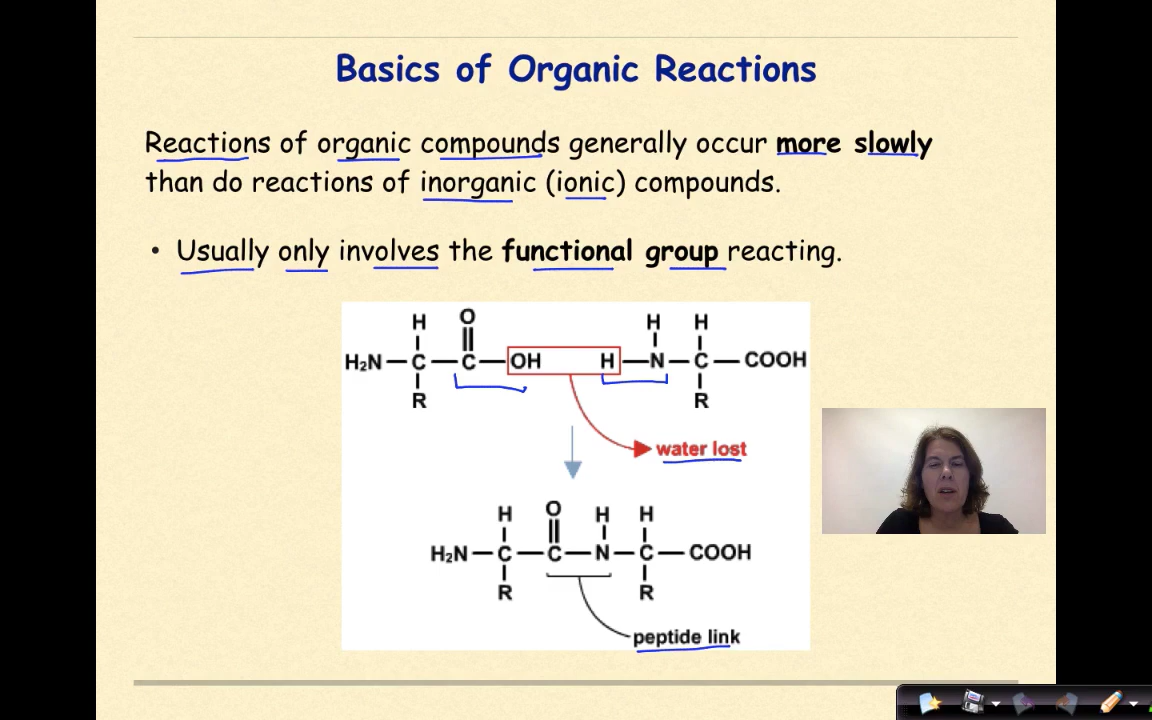 Basics of Organic Reactions
Reactions of organic compounds generally occur more slowly
than do reactions of inorganic (ionic) compounds.
• Usually only involves the functional group reacting.
H O H H
H₂N—C—C—OH H—N—C—COOH
R R
water lost
H O H H
H₂N—C—C—N—C—COOH
R R
peptide link